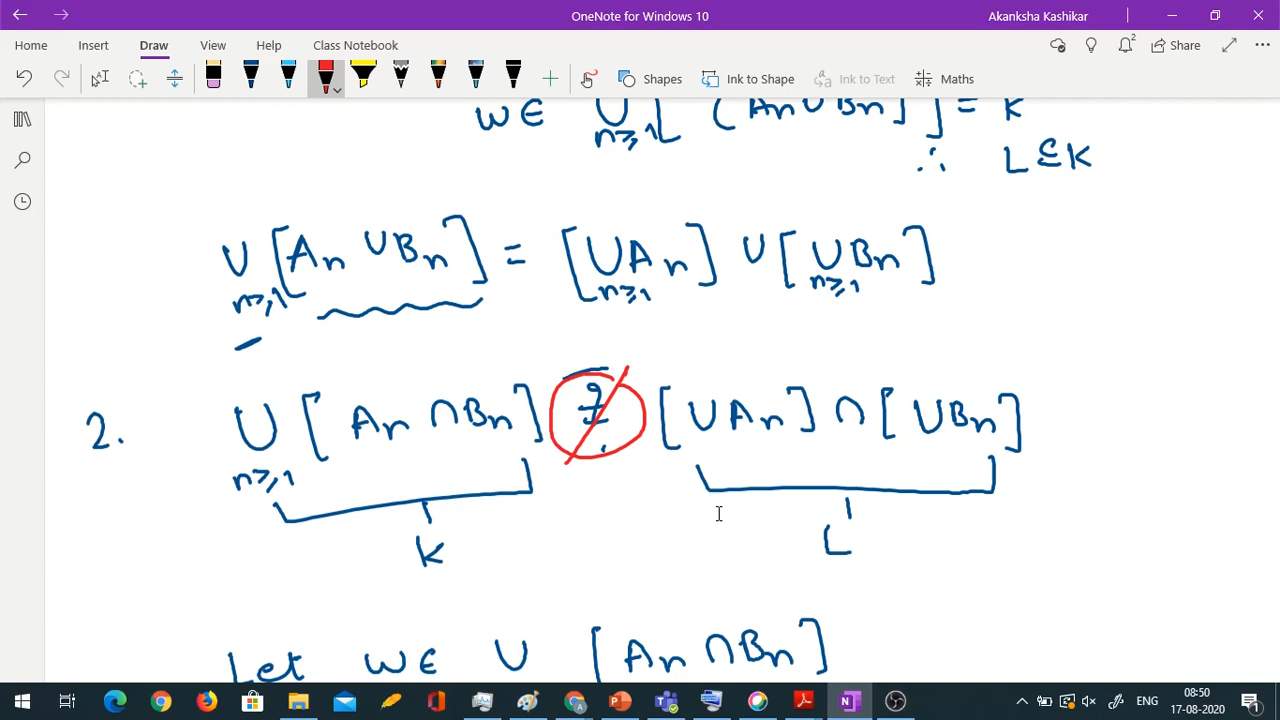 OneNote for Windows 10
Akanksha Kashikar
Home Insert Draw View Help Class Notebook
Share
Shapes Ink to Shape Ink to Text Maths
w ∈ ∪ [ (An ∪ Bn] ] = K
n≥1
∴ L ⊆ K
∪ [An ∪ Bn] = [∪ An] ∪ [∪ Bn]
n≥1 n≥1 n≥1
2. ∪ [An ∩ Bn] [∪ An] ∩ [∪ Bn]
n≥1
K L
Let w ∈ ∪ [An ∩ Bn]
ENG
08:50
17-08-2020